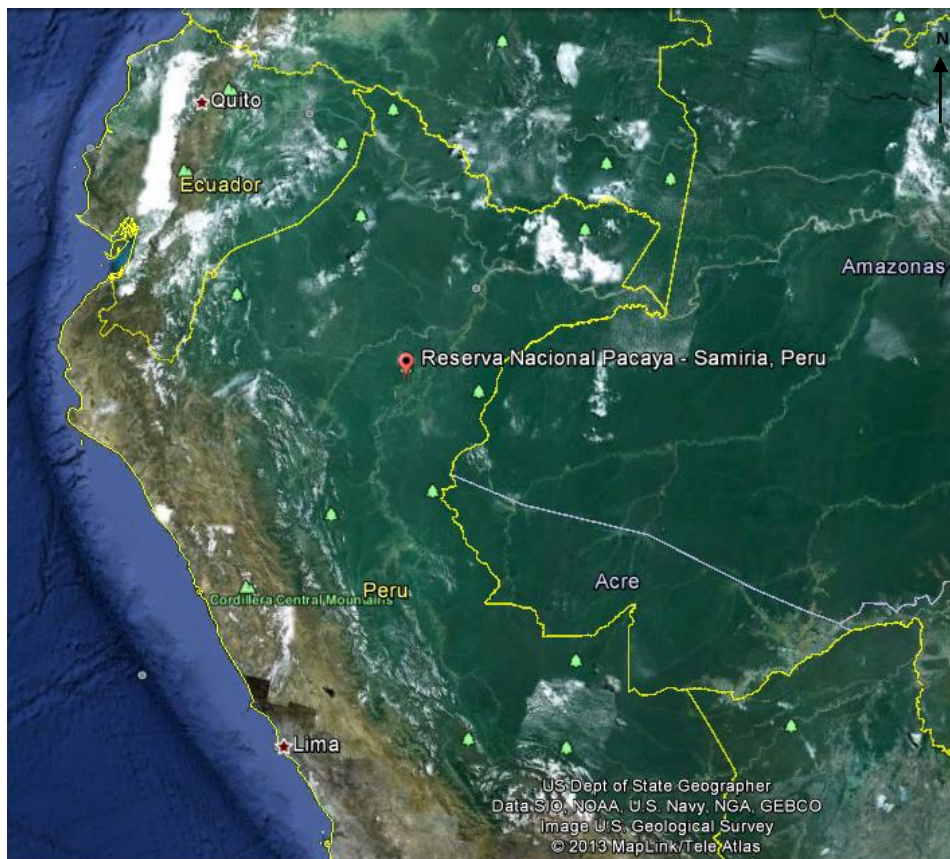 N
Quito
Ecuador
Amazonas
Reserva Nacional Pacaya - Samiria, Peru
Acre
Peru
Cordillera Central Mountains
Lima
US Dept of State Geographer
Data SIO, NOAA, U.S. Navy, NGA, GEBCO
Image U.S. Geological Survey
© 2013 MapLink/Tele Atlas